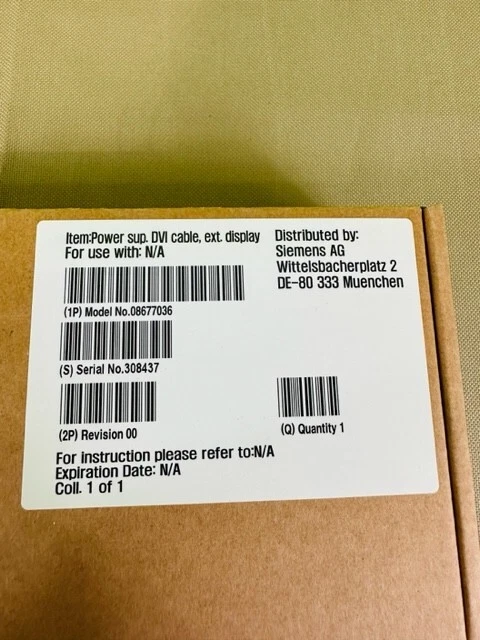 Item:Power sup. DVI cable, ext. display
For use with: N/A
(1P) Model No.08677036
(S) Serial No.308437
(2P) Revision 00
For instruction please refer to:N/A
Expiration Date: N/A
Coll. 1 of 1
Distributed by:
Siemens AG
Wittelsbacherplatz 2
DE-80 333 Muenchen
(Q) Quantity 1